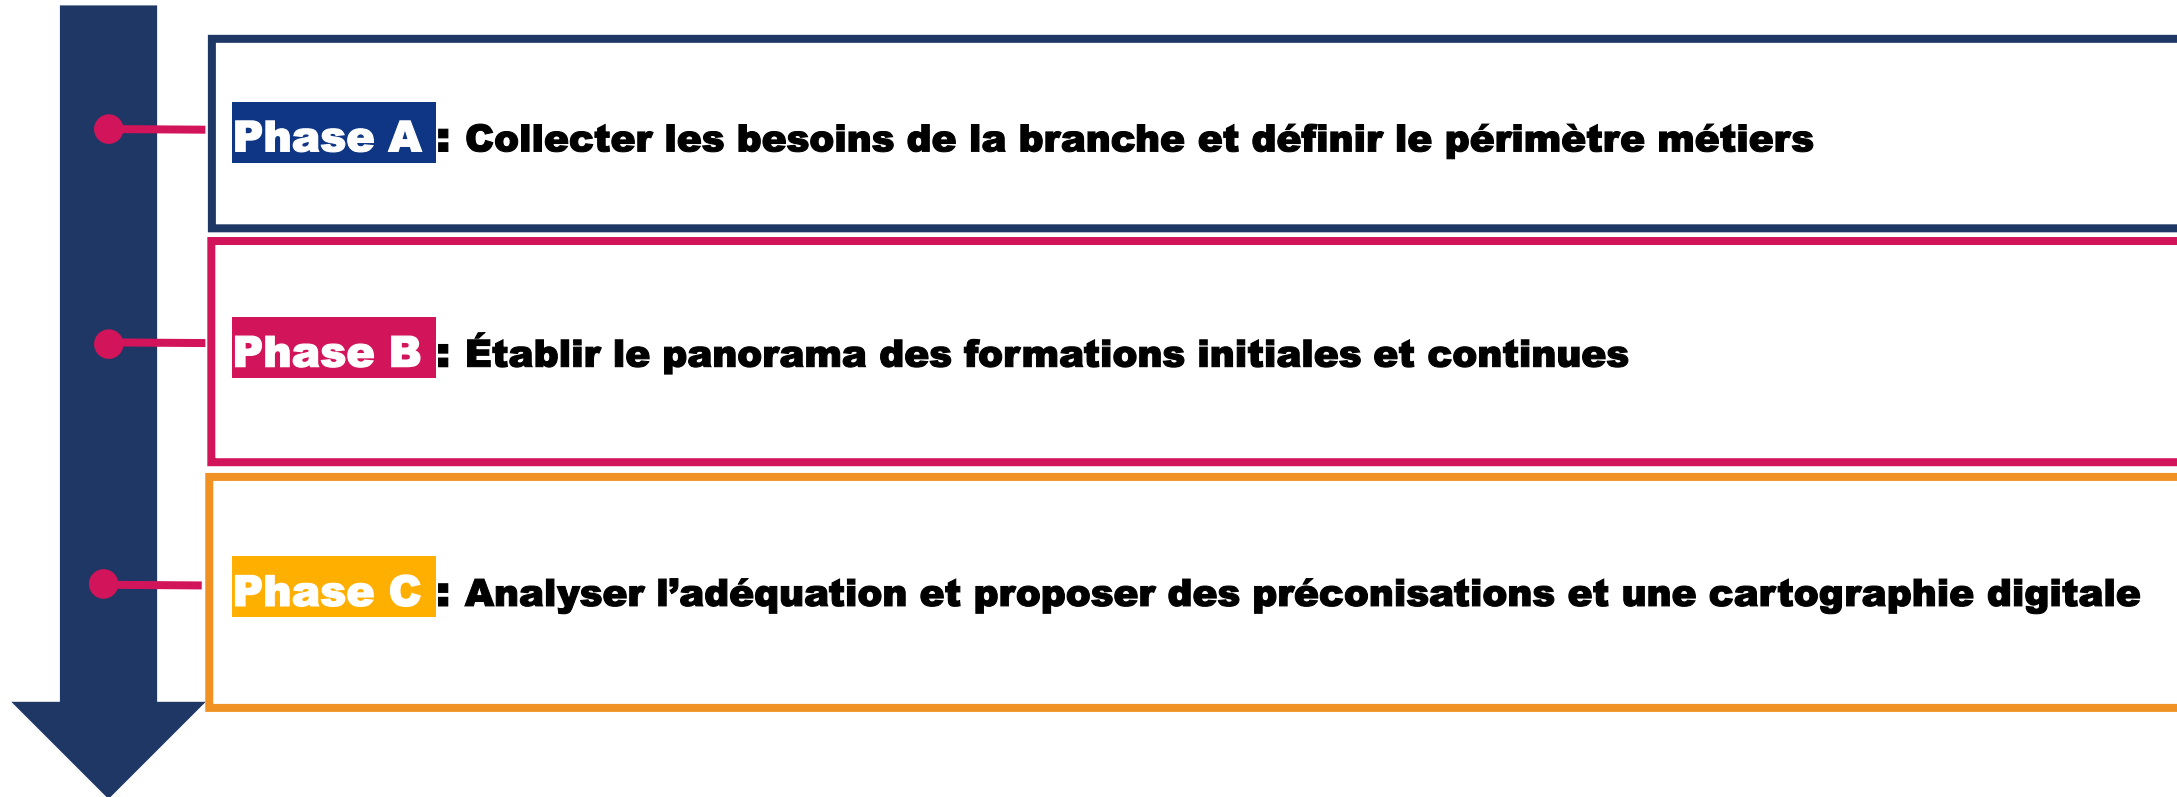 Phase A : Collecter les besoins de la branche et définir le périmètre métiers
Phase B : Établir le panorama des formations initiales et continues
Phase C : Analyser l’adéquation et proposer des préconisations et une cartographie digitale